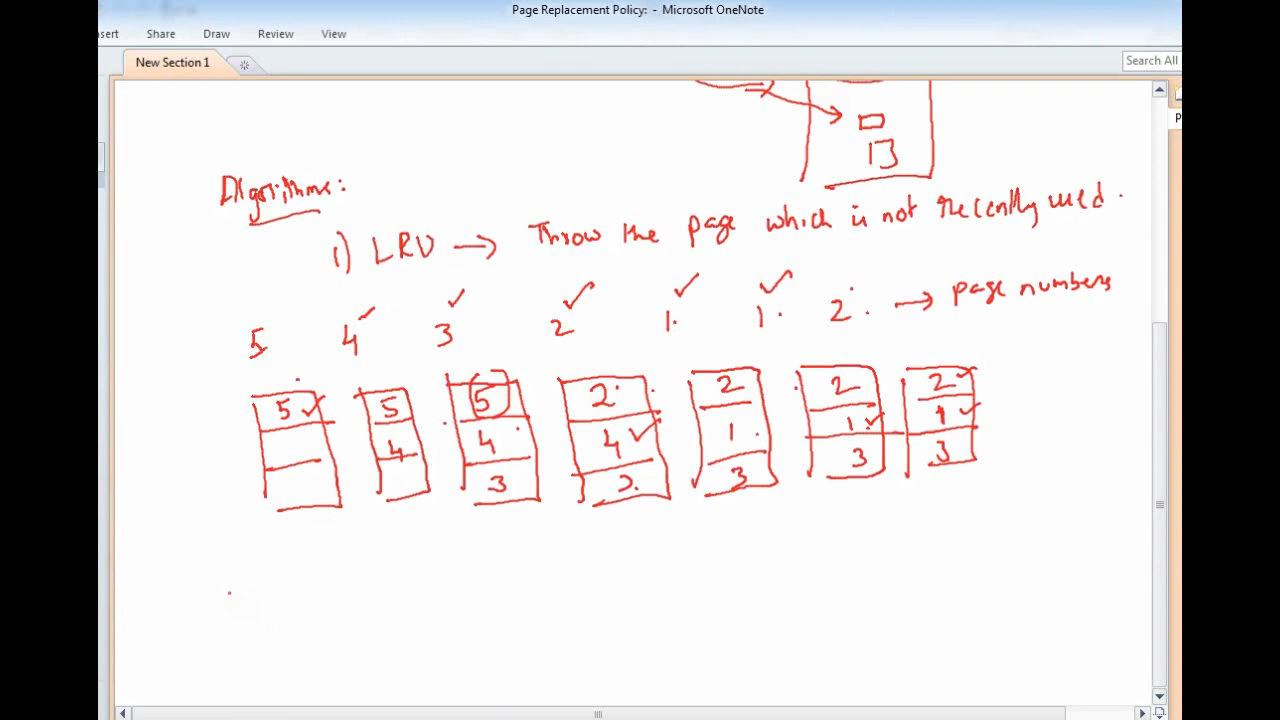 Page Replacement Policy: - Microsoft OneNote
sert Share Draw Review View
New Section 1
Search All
P
13
Algorithms:
1) LRU → Throw the page which is not recently used.
5 4 3 2 1 1 2 → page numbers
5 5 5 2 2 2 2
4 4 4 1 1 1
3 3 3 3 3